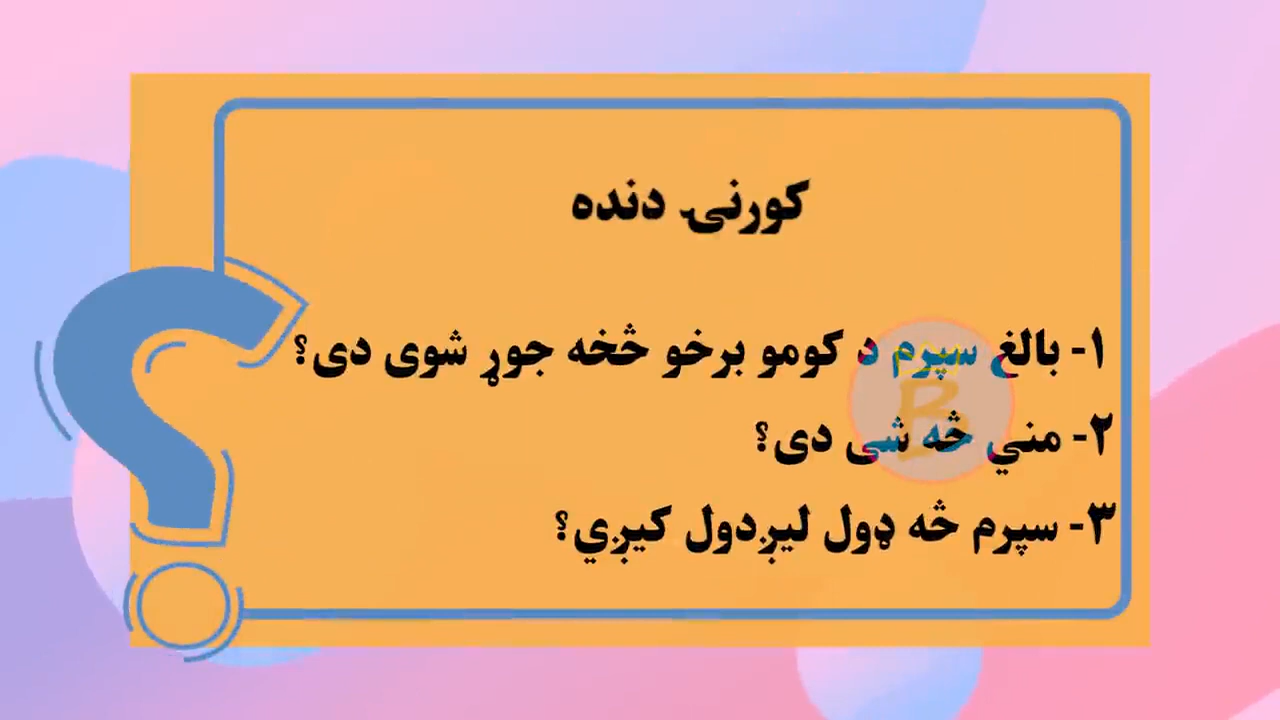 کورنۍ دنده
۱- بالغ سپرم د کومو برخو څخه جوړ شوی دی؟
۲- مني څه شی دی؟
۳- سپرم څه ډول لیږدول کیږي؟
B